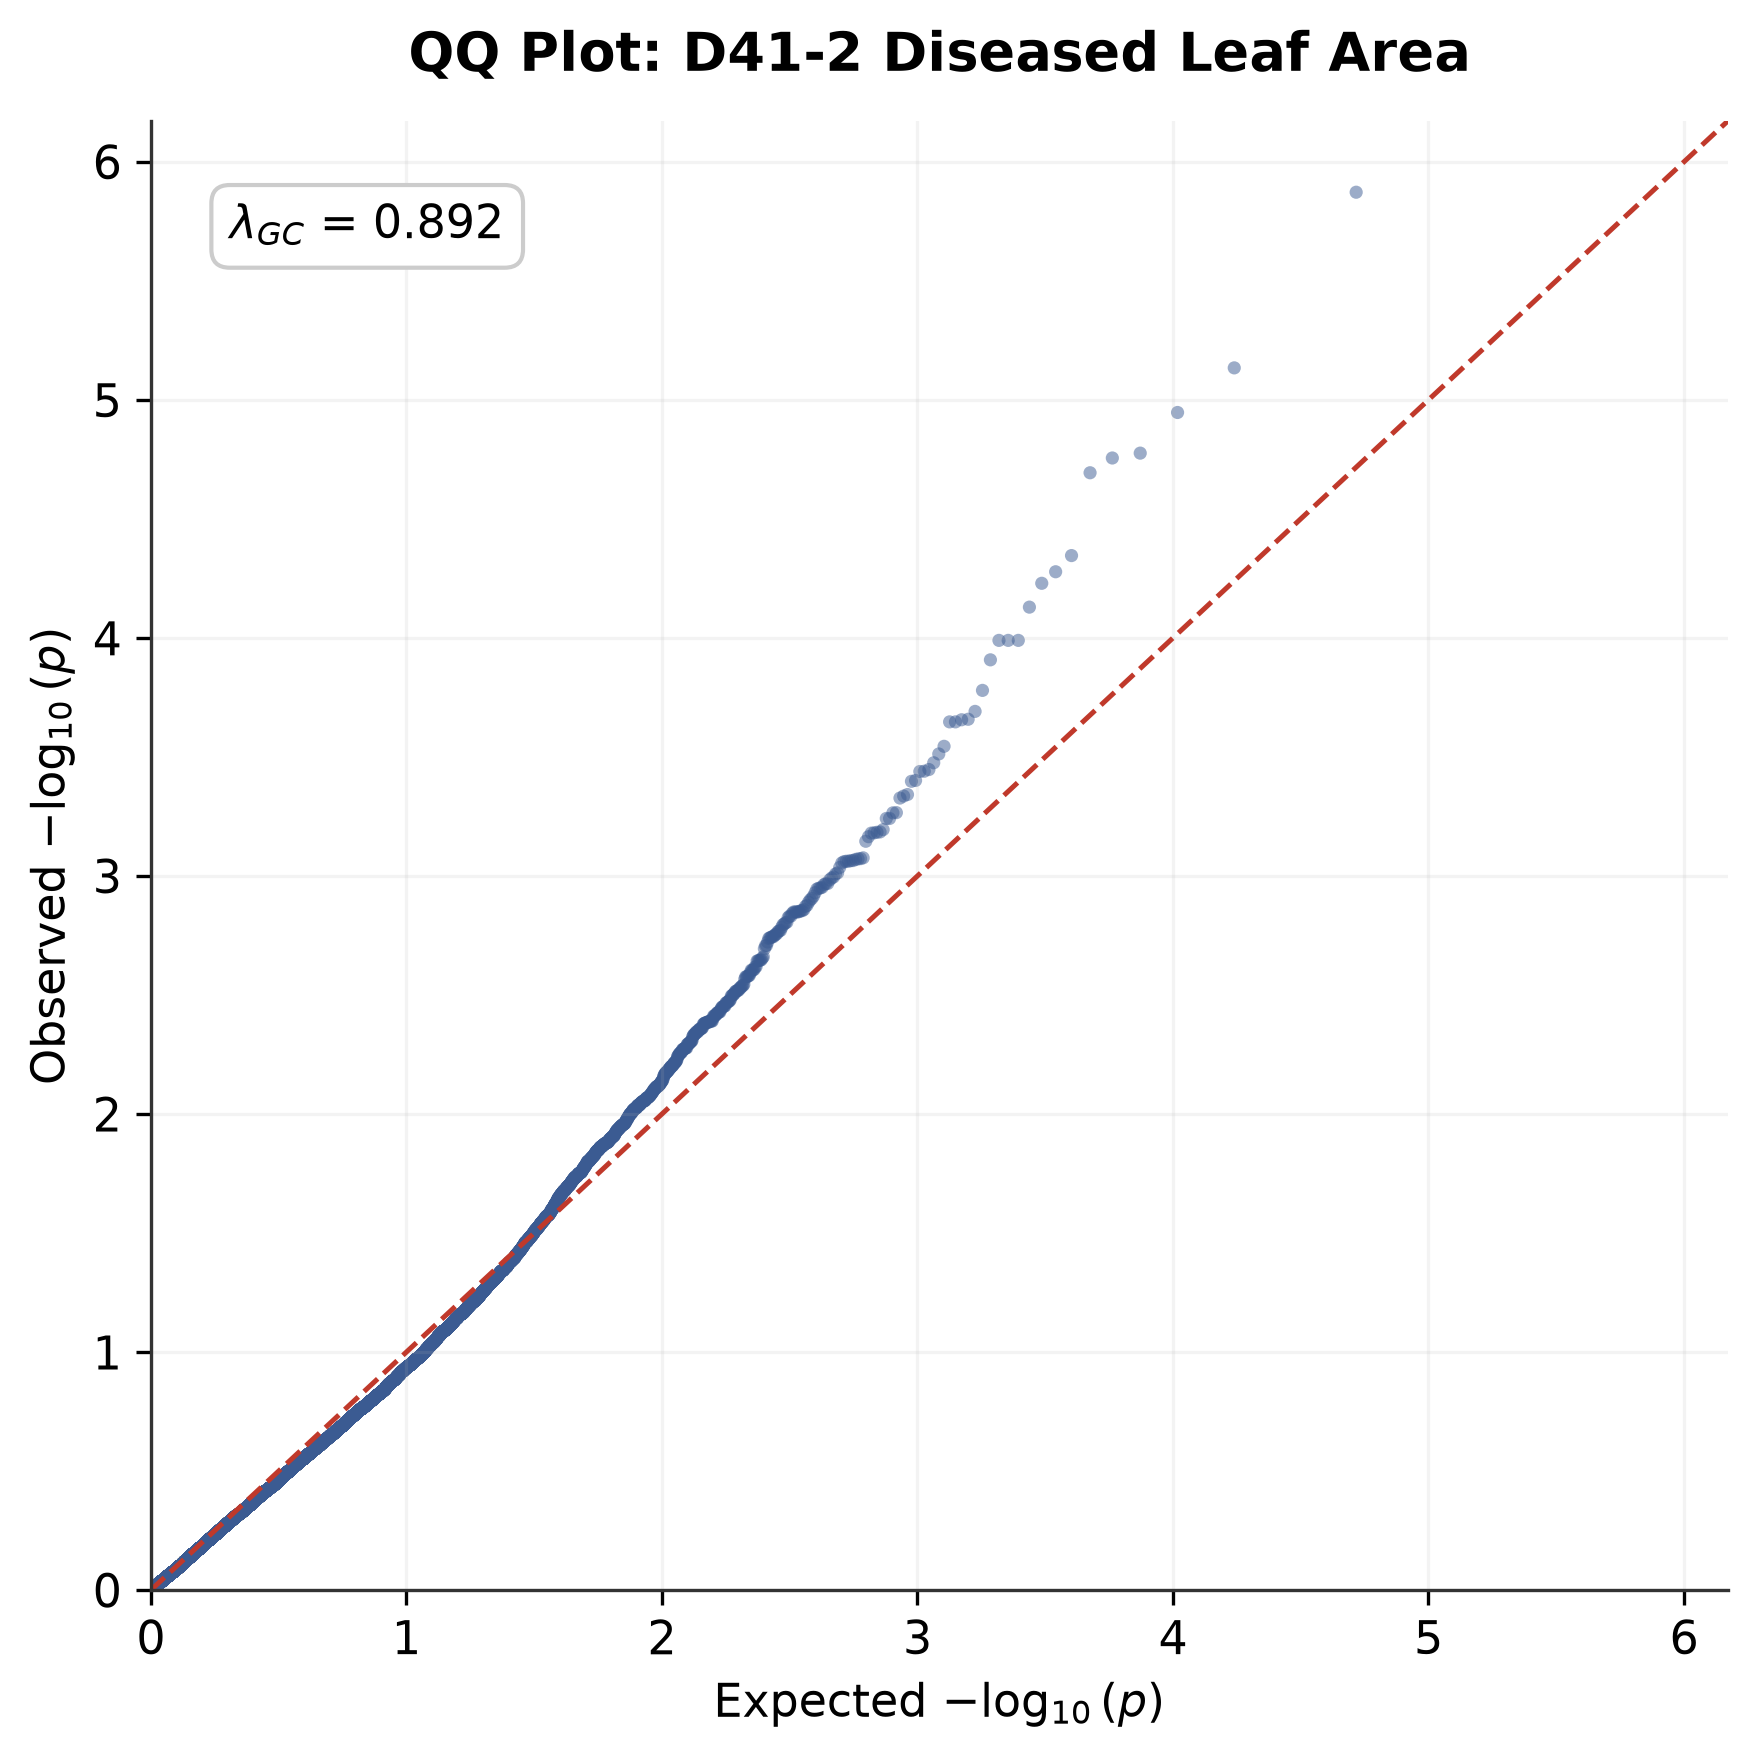 QQ Plot: D41-2 Diseased Leaf Area
λGC = 0.892
Observed −log10(p)
6
5
4
3
2
1
0
0 1 2 3 4 5 6
Expected −log10(p)